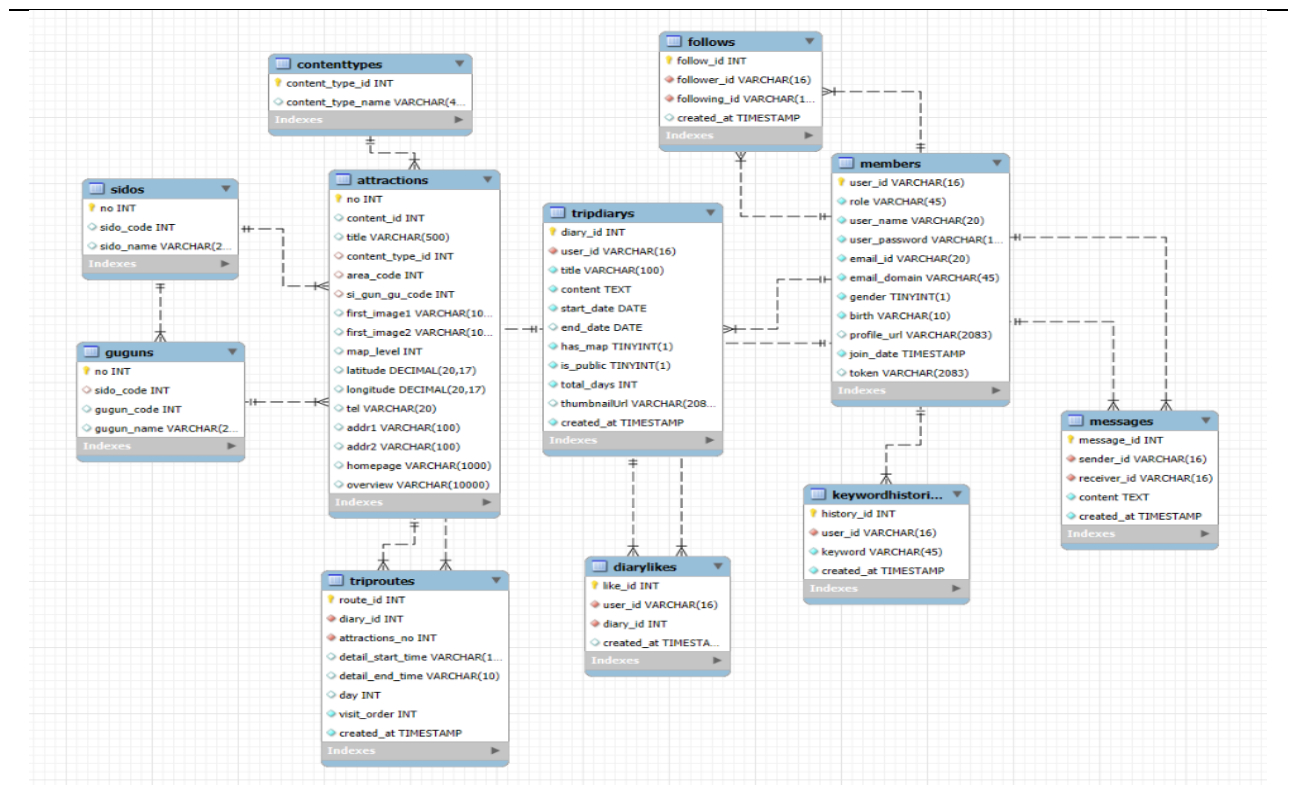 contenttypes
content_type_id INT
content_type_name VARCHAR(4...
Indexes
follows
follow_id INT
follower_id VARCHAR(16)
following_id VARCHAR(1...
created_at TIMESTAMP
Indexes
sidos
no INT
sido_code INT
sido_name VARCHAR(2...
Indexes
attractions
no INT
content_id INT
title VARCHAR(500)
content_type_id INT
area_code INT
si_gun_gu_code INT
first_image1 VARCHAR(10...
first_image2 VARCHAR(10...
map_level INT
latitude DECIMAL(20,17)
longitude DECIMAL(20,17)
tel VARCHAR(20)
addr1 VARCHAR(100)
addr2 VARCHAR(100)
homepage VARCHAR(1000)
overview VARCHAR(10000)
Indexes
tripdiarys
diary_id INT
user_id VARCHAR(16)
title VARCHAR(100)
content TEXT
start_date DATE
end_date DATE
has_map TINYINT(1)
is_public TINYINT(1)
total_days INT
thumbnailUrl VARCHAR(208...
created_at TIMESTAMP
Indexes
members
user_id VARCHAR(16)
role VARCHAR(45)
user_name VARCHAR(20)
user_password VARCHAR(1...
email_id VARCHAR(20)
email_domain VARCHAR(45)
gender TINYINT(1)
birth VARCHAR(10)
profile_url VARCHAR(2083)
join_date TIMESTAMP
token VARCHAR(2083)
Indexes
guguns
no INT
sido_code INT
gugun_code INT
gugun_name VARCHAR(2...
Indexes
messages
message_id INT
sender_id VARCHAR(16)
receiver_id VARCHAR(16)
content TEXT
created_at TIMESTAMP
Indexes
keywordhistori...
history_id INT
user_id VARCHAR(16)
keyword VARCHAR(45)
created_at TIMESTAMP
Indexes
triproutes
route_id INT
diary_id INT
attractions_no INT
detail_start_time VARCHAR(1...
detail_end_time VARCHAR(10)
day INT
visit_order INT
created_at TIMESTAMP
Indexes
diarylikes
like_id INT
user_id VARCHAR(16)
diary_id INT
created_at TIMESTA...
Indexes